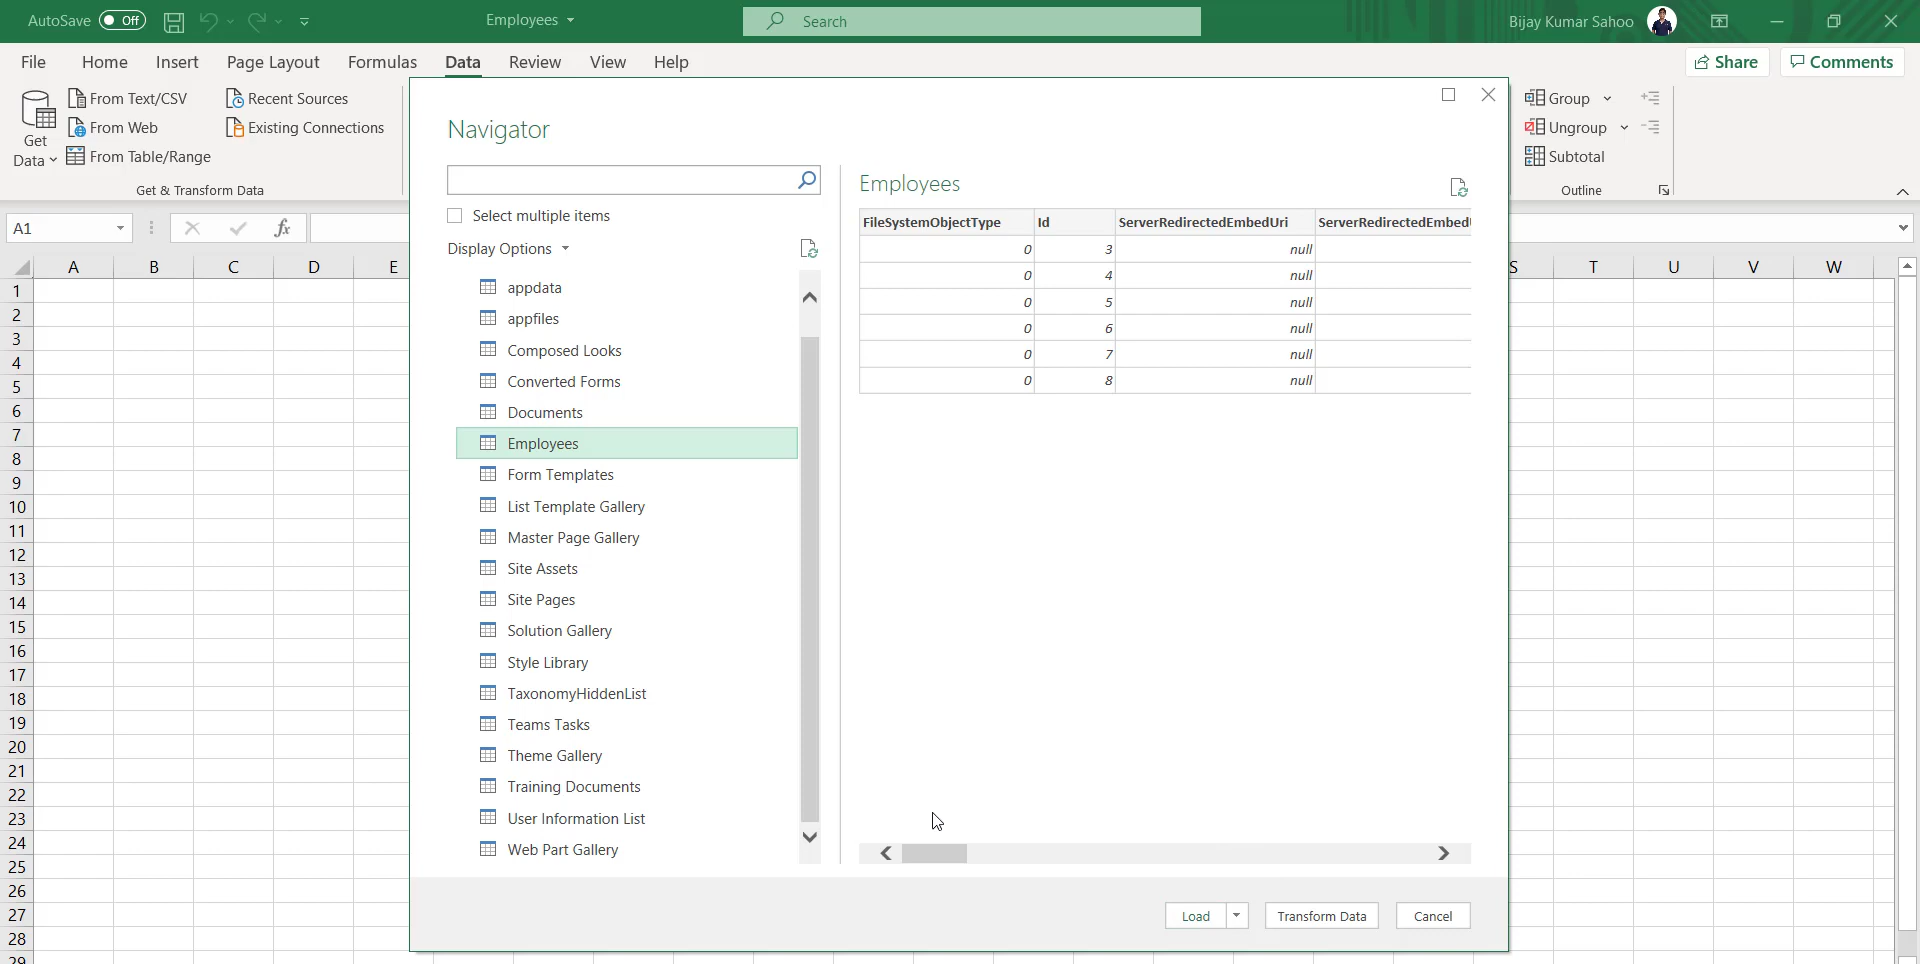 AutoSave Off
Employees
Search
Bijay Kumar Sahoo
File Home Insert Page Layout Formulas Data Review View Help
Share Comments
Get Data
From Text/CSV
From Web
From Table/Range
Recent Sources
Existing Connections
Get & Transform Data
Group
Ungroup
Subtotal
Outline
A1
fx
A B C D E S T U V W
1
2
3
4
5
6
7
8
9
10
11
12
13
14
15
16
17
18
19
20
21
22
23
24
25
26
27
28
29
Navigator
Select multiple items
Display Options
appdata
appfiles
Composed Looks
Converted Forms
Documents
Employees
Form Templates
List Template Gallery
Master Page Gallery
Site Assets
Site Pages
Solution Gallery
Style Library
TaxonomyHiddenList
Teams Tasks
Theme Gallery
Training Documents
User Information List
Web Part Gallery
Employees
FileSystemObjectType Id ServerRedirectedEmbedUri ServerRedirectedEmbed
0 3 null
0 4 null
0 5 null
0 6 null
0 7 null
0 8 null
Load Transform Data Cancel